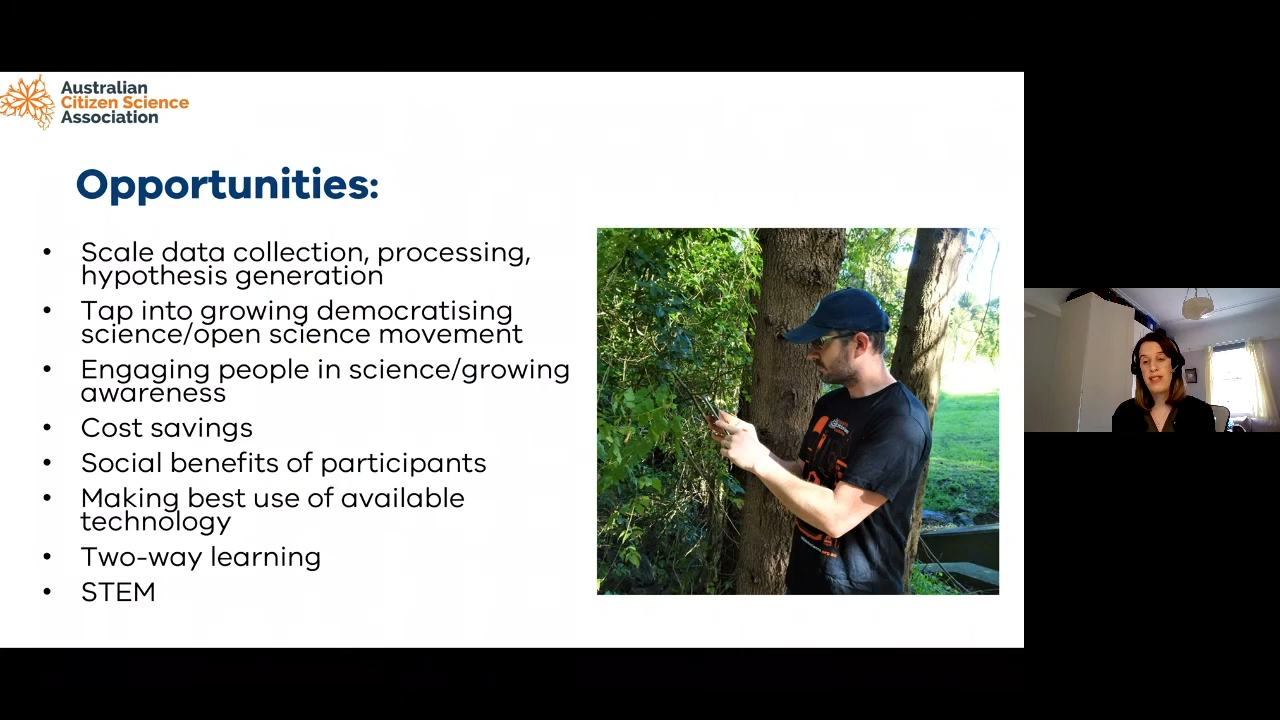 Australian
Citizen Science
Association
Opportunities:
• Scale data collection, processing,
hypothesis generation
• Tap into growing democratising
science/open science movement
• Engaging people in science/growing
awareness
• Cost savings
• Social benefits of participants
• Making best use of available
technology
• Two-way learning
• STEM